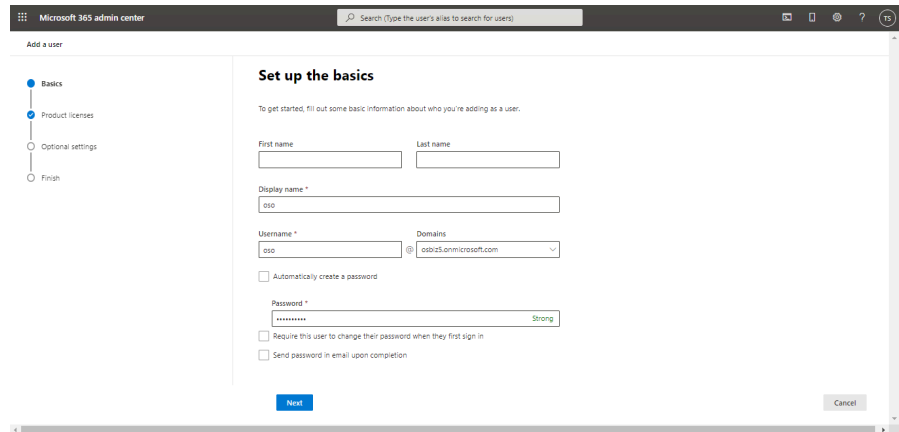 Microsoft 365 admin center
Search (Type the user's alias to search for users)
?
TS
Add a user
Basics
Product licenses
Optional settings
Finish
Set up the basics
To get started, fill out some basic information about who you're adding as a user.
First name Last name
Display name *
oso
Username * Domains
oso @ osbiz5.onmicrosoft.com
Automatically create a password
Password *
••••••••••
Strong
Require this user to change their password when they first sign in
Send password in email upon completion
Next Cancel